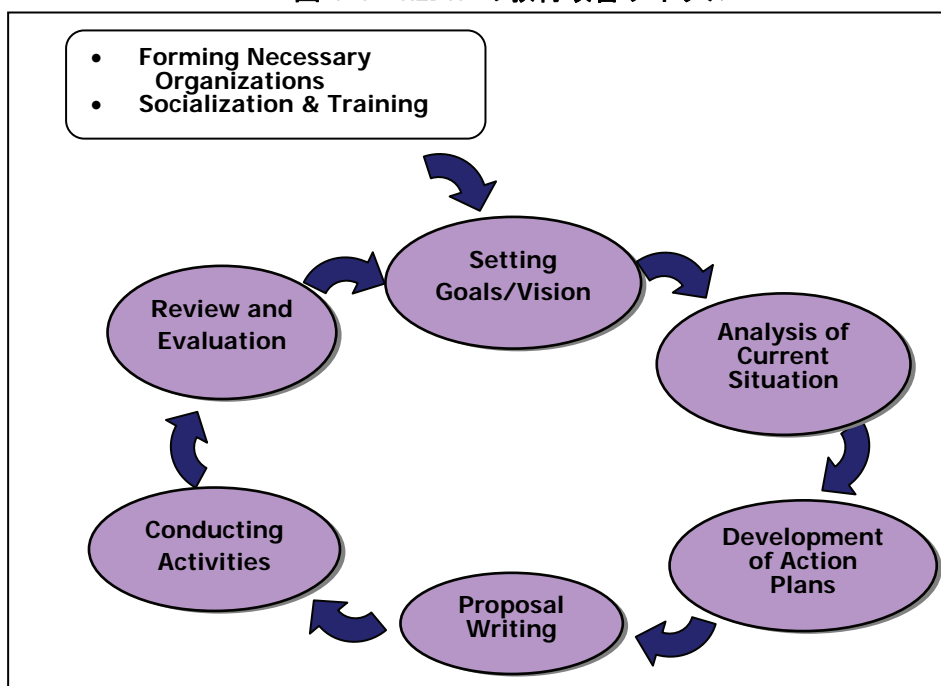 • Forming Necessary
Organizations
• Socialization & Training
Setting
Goals/Vision
Analysis of
Current
Situation
Development
of Action
Plans
Proposal
Writing
Conducting
Activities
Review and
Evaluation